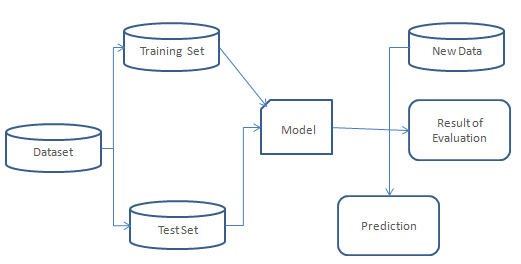 Training Set
New Data
Dataset
Model
Result of
Evaluation
Test Set
Prediction